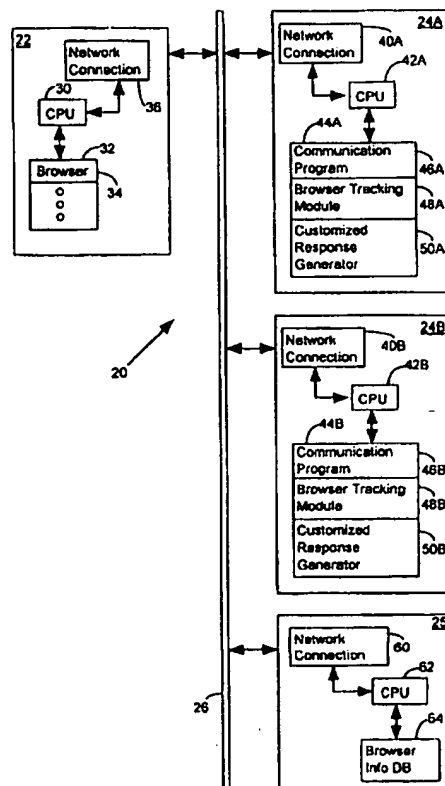 22
Network
Connection
30
CPU
36
32
Browser
34
20
26
24A
Network
Connection
40A
42A
CPU
44A
Communication
Program
46A
Browser Tracking
Module
48A
Customized
Response
Generator
50A
24B
Network
Connection
40B
42B
CPU
44B
Communication
Program
46B
Browser Tracking
Module
48B
Customized
Response
Generator
50B
25
Network
Connection
60
62
CPU
64
Browser
Info DB